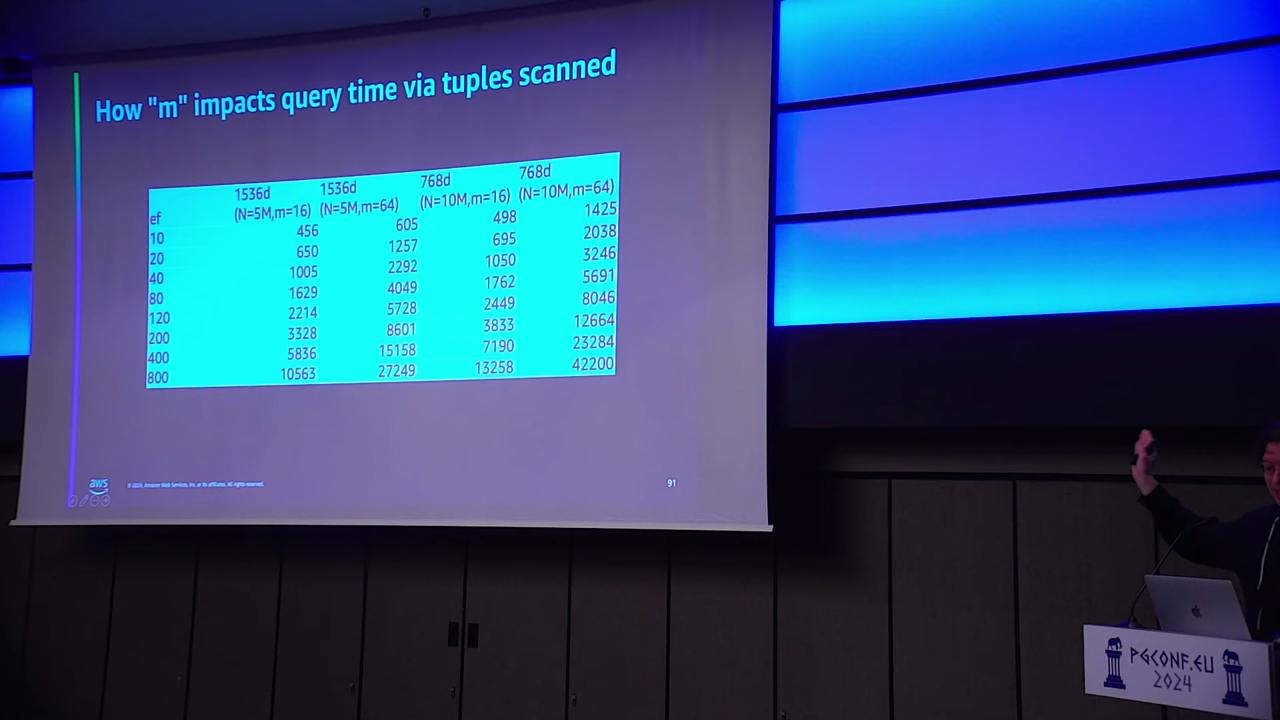 How "m" impacts query time via tuples scanned
ef 1536d (N=5M,m=16) 1536d (N=5M,m=64) 768d (N=10M,m=16) 768d (N=10M,m=64)
10 456 605 498 1425
20 650 1257 695 2038
40 1005 2292 1050 3246
80 1629 4049 1762 5691
120 2214 5728 2449 8046
200 3328 8601 3833 12664
400 5836 15158 7190 23284
800 10563 27249 13258 42200
aws
© 2024, Amazon Web Services, Inc. or its affiliates. All rights reserved.
91
PGCONF.EU
2024